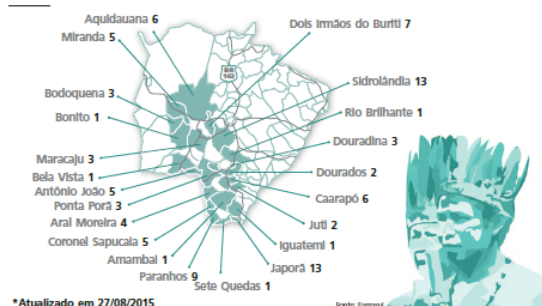 Aquidauana 6
Dois Irmãos do Buriti 7
Miranda 5
BR
163
Sidrolândia 13
Bodoquena 3
Rio Brilhante 1
Bonito 1
Douradina 3
Maracaju 3
Dourados 2
Bela Vista 1
Antônio João 5
Caarapó 6
Ponta Porã 3
Aral Moreira 4
Juti 2
Coronel Sapucaia 5
Iguatemi 1
Amambai 1
Japorã 13
Paranhos 9
Sete Quedas 1
*Atualizado em 27/08/2015
Fonte: Famasul